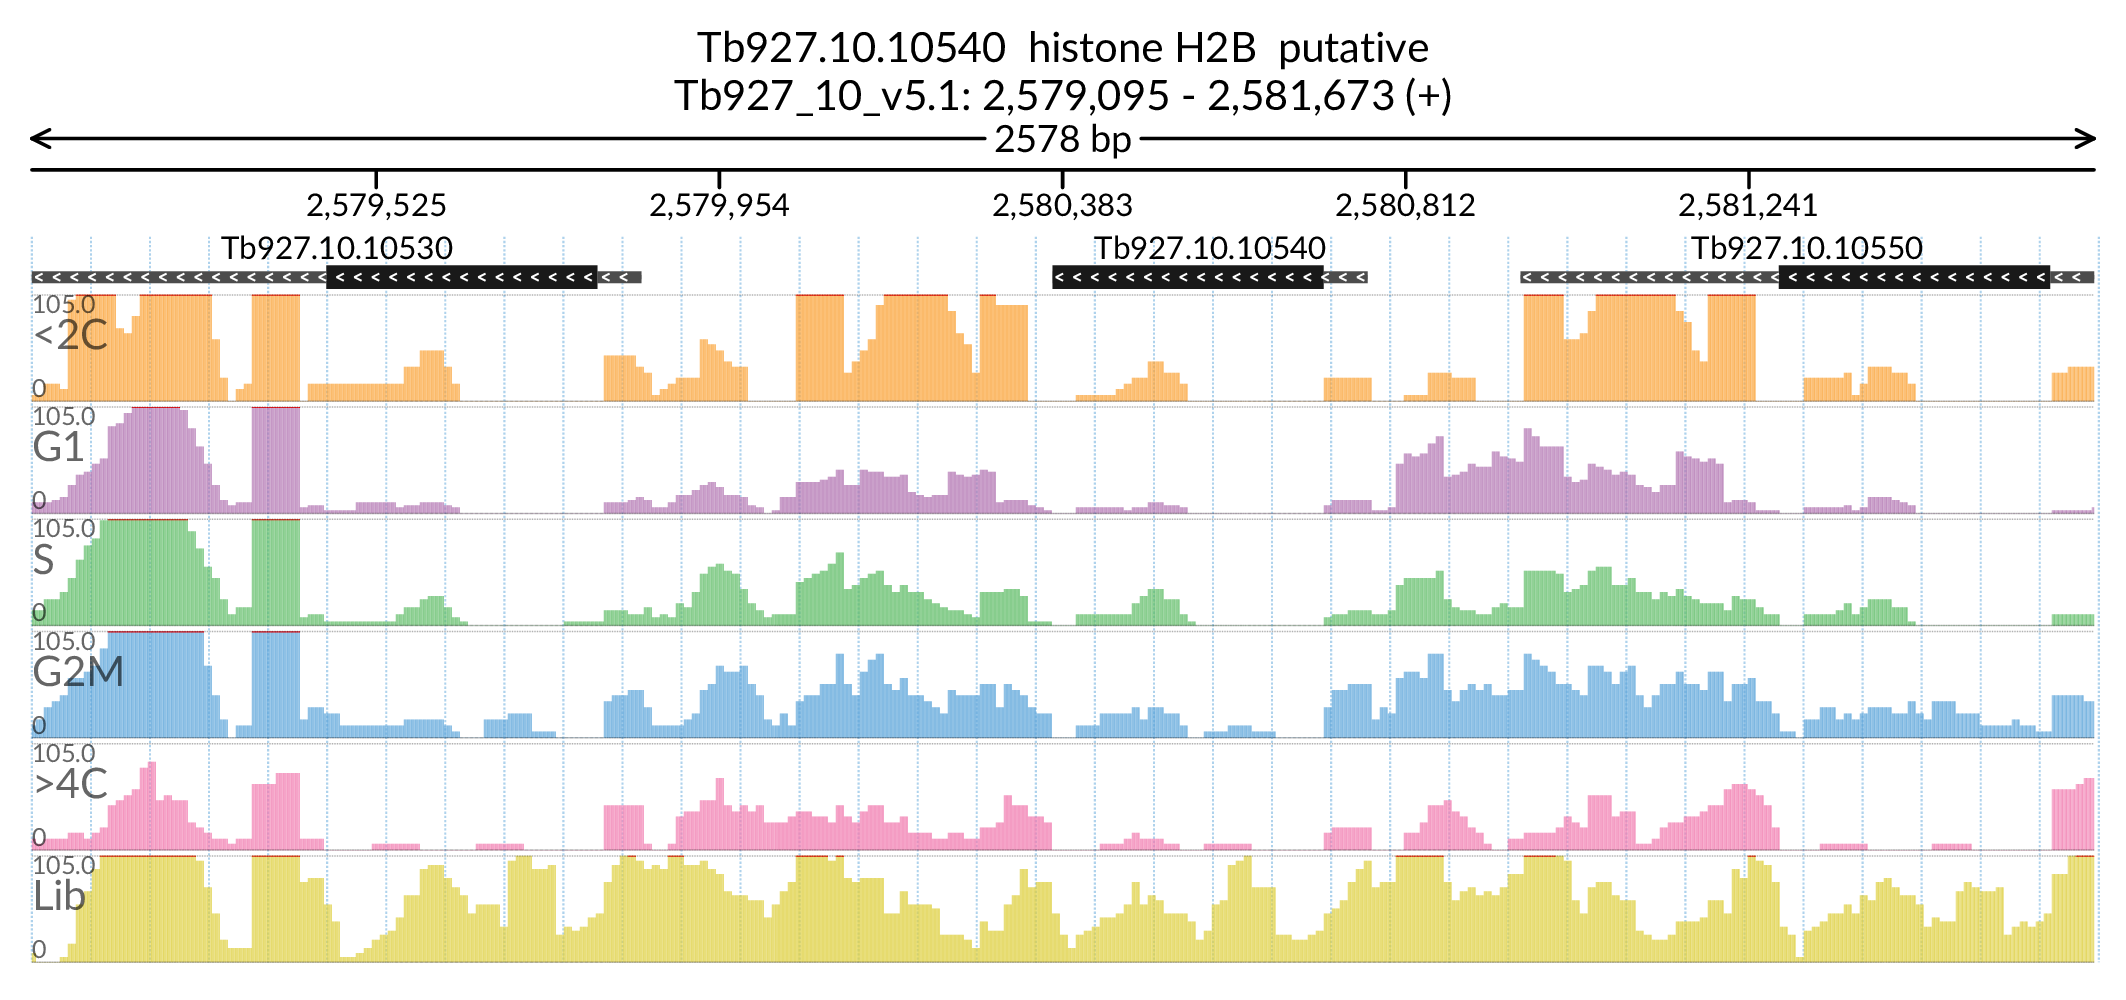 Tb927.10.10540 histone H2B putative
Tb927_10_v5.1: 2,579,095 - 2,581,673 (+)
2578 bp
2,579,525 2,579,954 2,580,383 2,580,812 2,581,241
Tb927.10.10530 Tb927.10.10540 Tb927.10.10550
105.0
<2C
0
105.0
G1
0
105.0
S
0
105.0
G2M
0
105.0
>4C
0
105.0
Lib
0